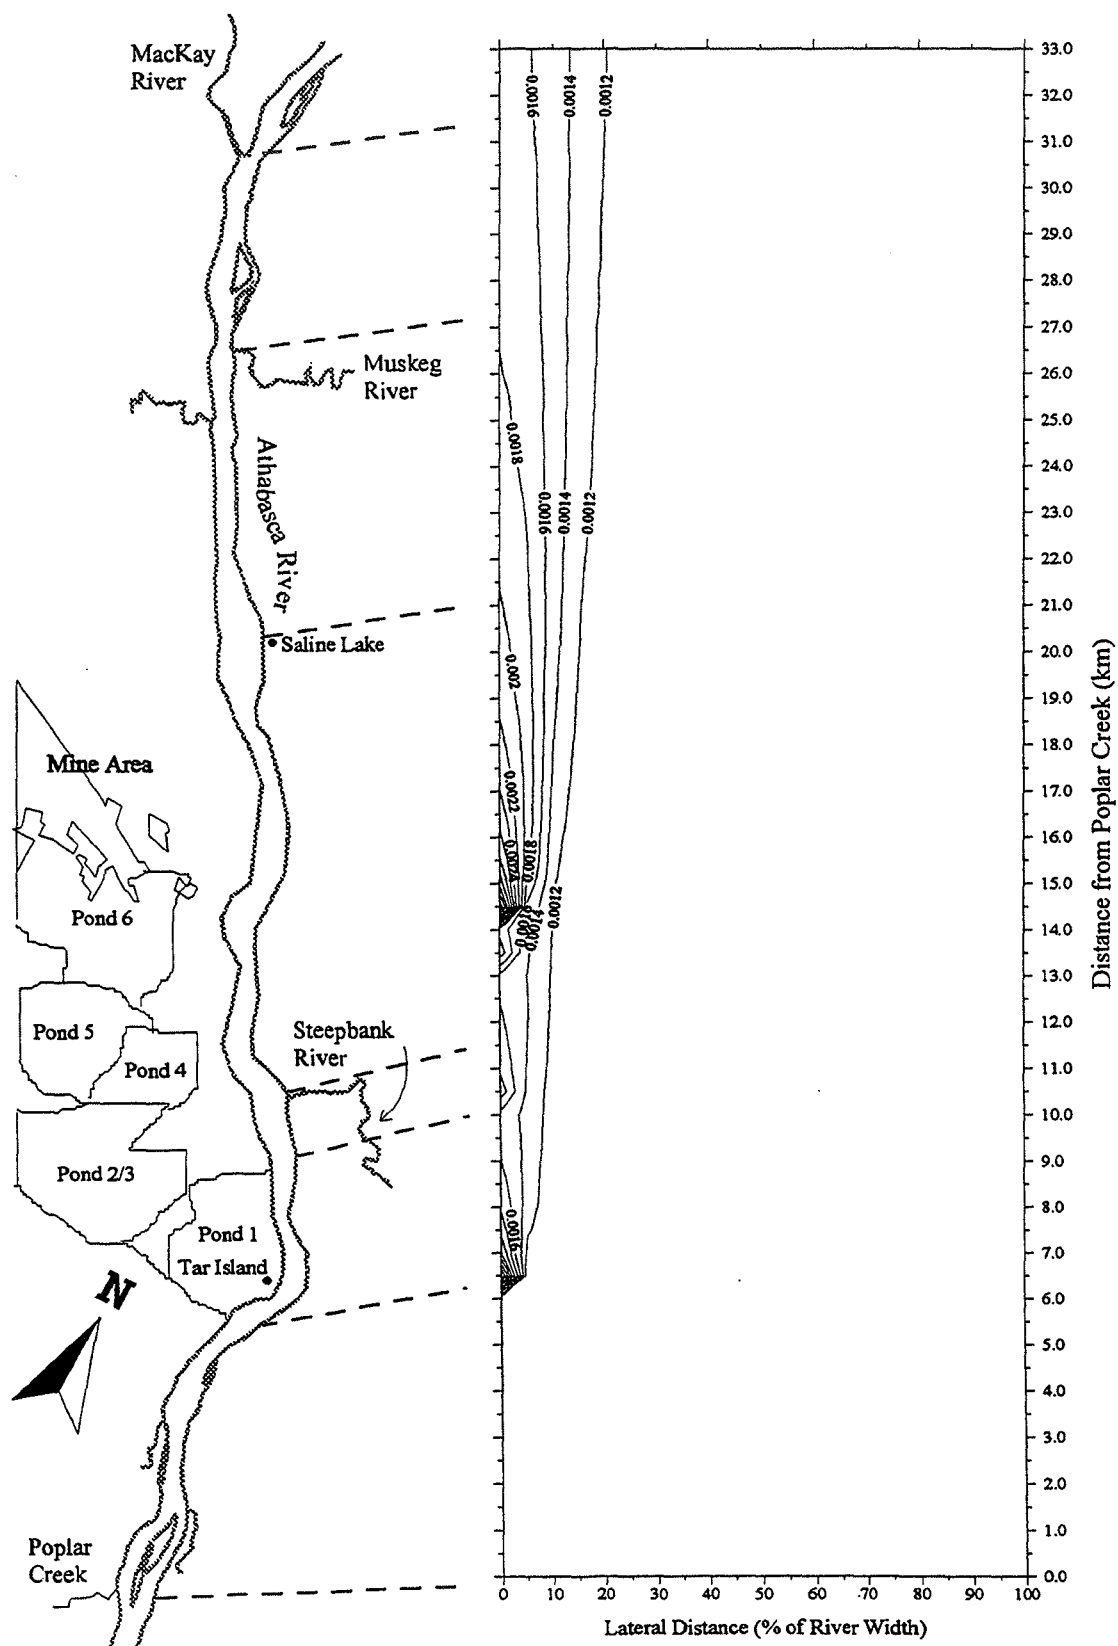 MacKay
River
Muskeg
River
Athabasca River
Saline Lake
Mine Area
Pond 6
Pond 5
Pond 4
Steepbank
River
Pond 2/3
Pond 1
Tar Island
N
Poplar
Creek
0.0016
0.0014
0.0012
0.0018
0.0016
0.0014
0.0012
0.002
0.0022
0.0018
0.0012
0.0014
0.0016
33.0
32.0
31.0
30.0
29.0
28.0
27.0
26.0
25.0
24.0
23.0
22.0
21.0
20.0
19.0
18.0
17.0
16.0
15.0
14.0
13.0
12.0
11.0
10.0
9.0
8.0
7.0
6.0
5.0
4.0
3.0
2.0
1.0
0.0
Distance from Poplar Creek (km)
0 10 20 30 40 50 60 70 80 90 100
Lateral Distance (% of River Width)